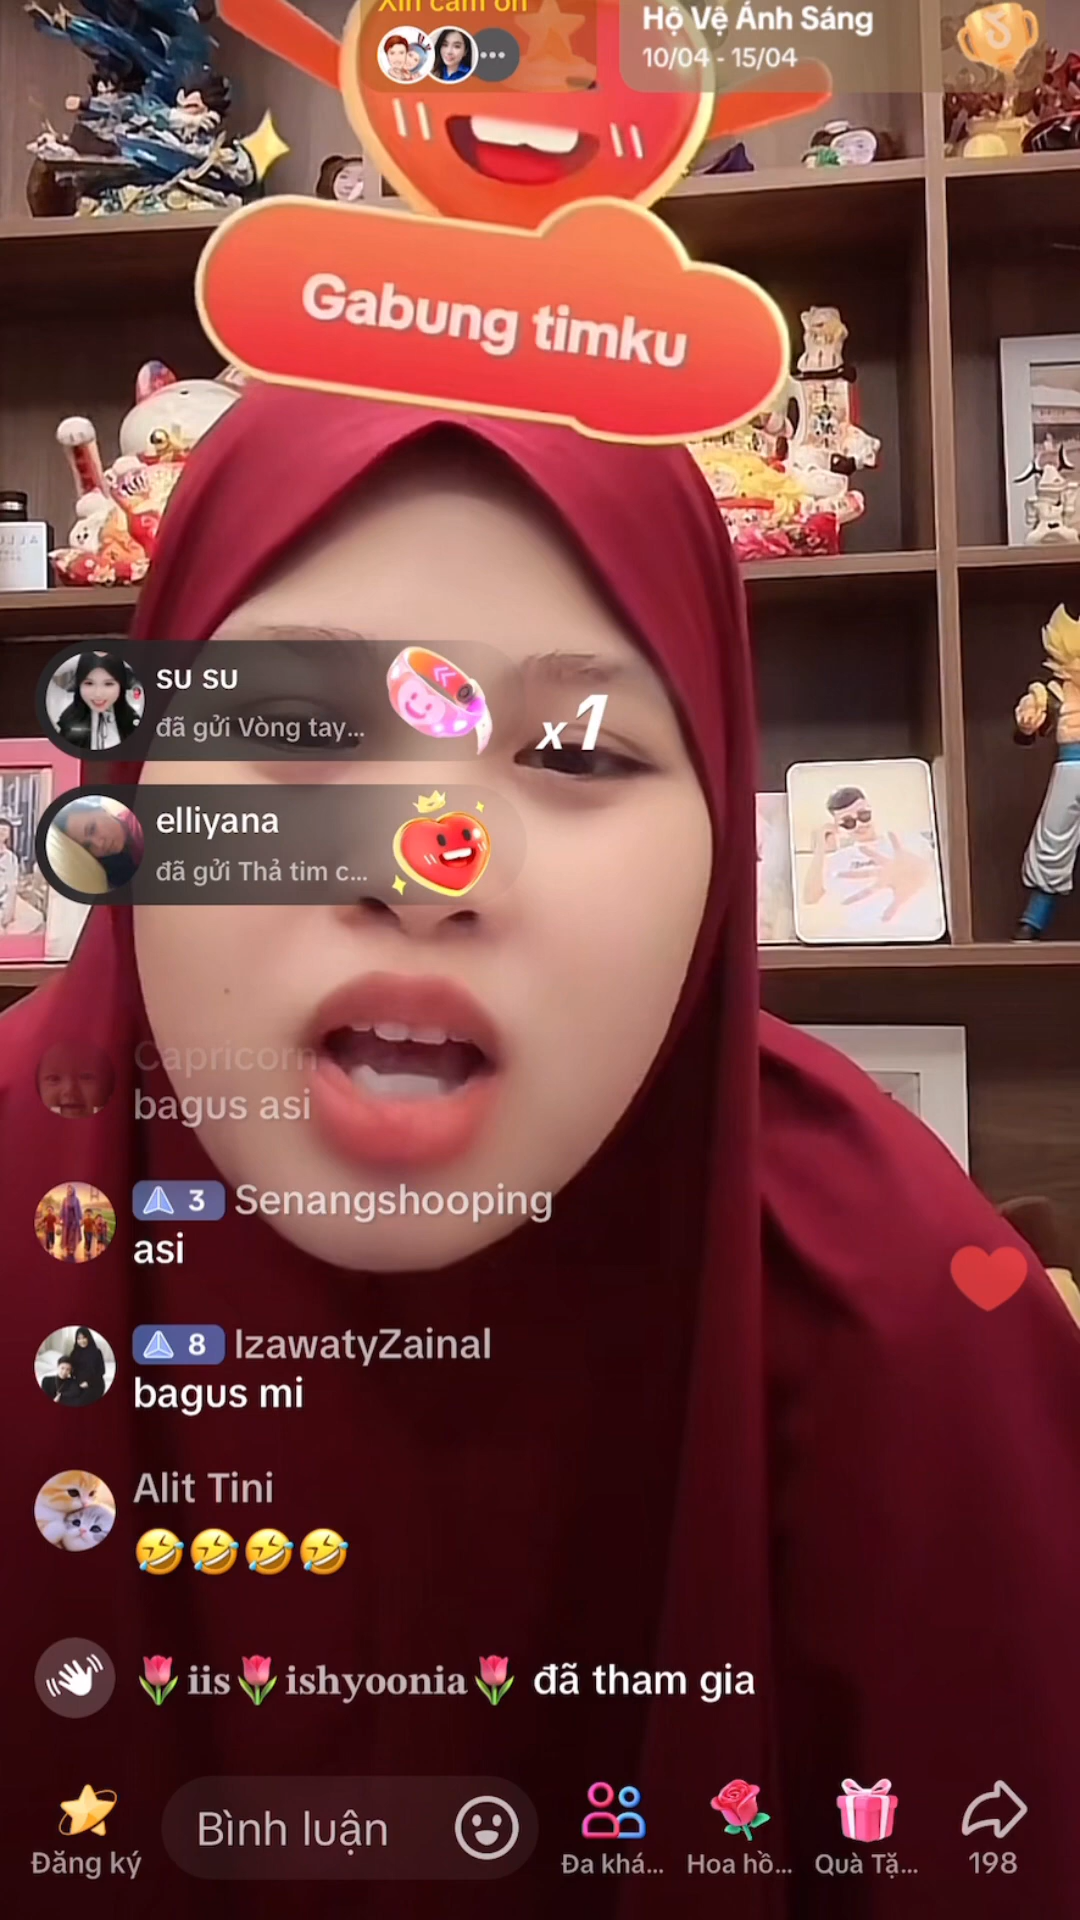 Xin cảm ơn
Hộ Vệ Ánh Sáng
10/04 - 15/04
Gabung timku
su su
đã gửi Vòng tay...
x1
elliyana
đã gửi Thả tim c...
Capricorn
bagus asi
3 Senangshooping
asi
8 IzawatyZainal
bagus mi
Alit Tini
🤣🤣🤣🤣
🌷iis🌷ishyoonia🌷 đã tham gia
Đăng ký
Bình luận
Đa khá...
Hoa hồ...
Quà Tặ...
198